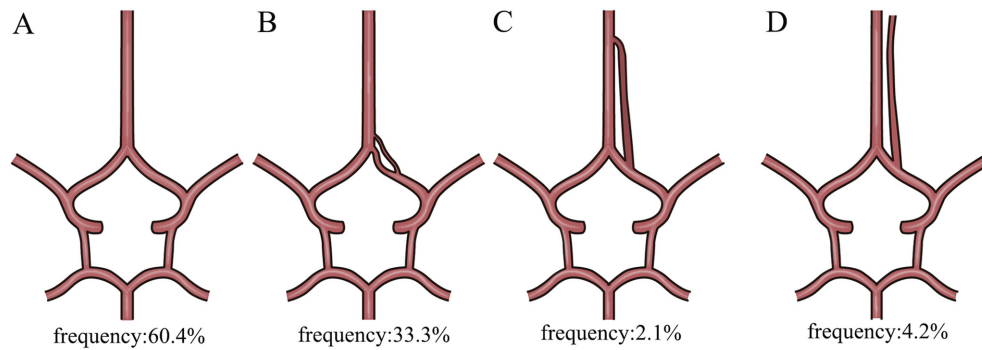 A
B
C
D
frequency:60.4%
frequency:33.3%
frequency:2.1%
frequency:4.2%